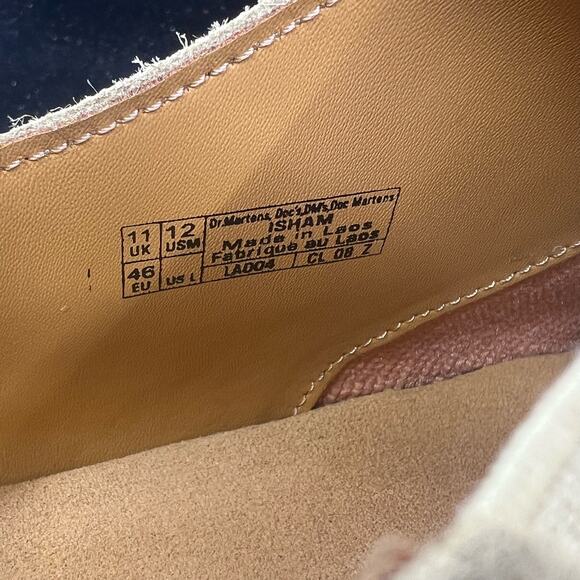 11 UK
12 USM
46 EU
US L
Dr.Martens, Doc's,DM's,Doc Martens
ISHAM
Made in Laos
Fabriqué au Laos
LA004
CL 08 Z